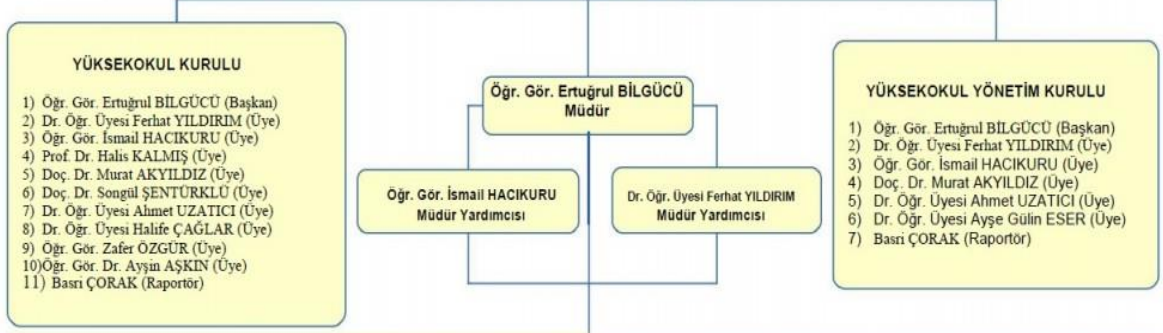 YÜKSEKOKUL KURULU
1) Öğr. Gör. Ertuğrul BİLGÜCÜ (Başkan)
2) Dr. Öğr. Üyesi Ferhat YILDIRIM (Üye)
3) Öğr. Gör. İsmail HACIKURU (Üye)
4) Prof. Dr. Halis KALMIŞ (Üye)
5) Doç. Dr. Murat AKYILDIZ (Üye)
6) Doç. Dr. Songül ŞENTÜRKLÜ (Üye)
7) Dr. Öğr. Üyesi Ahmet UZATICI (Üye)
8) Dr. Öğr. Üyesi Halife ÇAĞLAR (Üye)
9) Öğr. Gör. Zafer ÖZGÜR (Üye)
10)Öğr. Gör. Dr. Ayşin AŞKIN (Üye)
11) Basri ÇORAK (Raportör)
Öğr. Gör. Ertuğrul BİLGÜCÜ
Müdür
Öğr. Gör. İsmail HACIKURU
Müdür Yardımcısı
Dr. Öğr. Üyesi Ferhat YILDIRIM
Müdür Yardımcısı
YÜKSEKOKUL YÖNETİM KURULU
1) Öğr. Gör. Ertuğrul BİLGÜCÜ (Başkan)
2) Dr. Öğr. Üyesi Ferhat YILDIRIM (Üye)
3) Öğr. Gör. İsmail HACIKURU (Üye)
4) Doç. Dr. Murat AKYILDIZ (Üye)
5) Dr. Öğr. Üyesi Ahmet UZATICI (Üye)
6) Dr. Öğr. Üyesi Ayşe Gülin ESER (Üye)
7) Basri ÇORAK (Raportör)